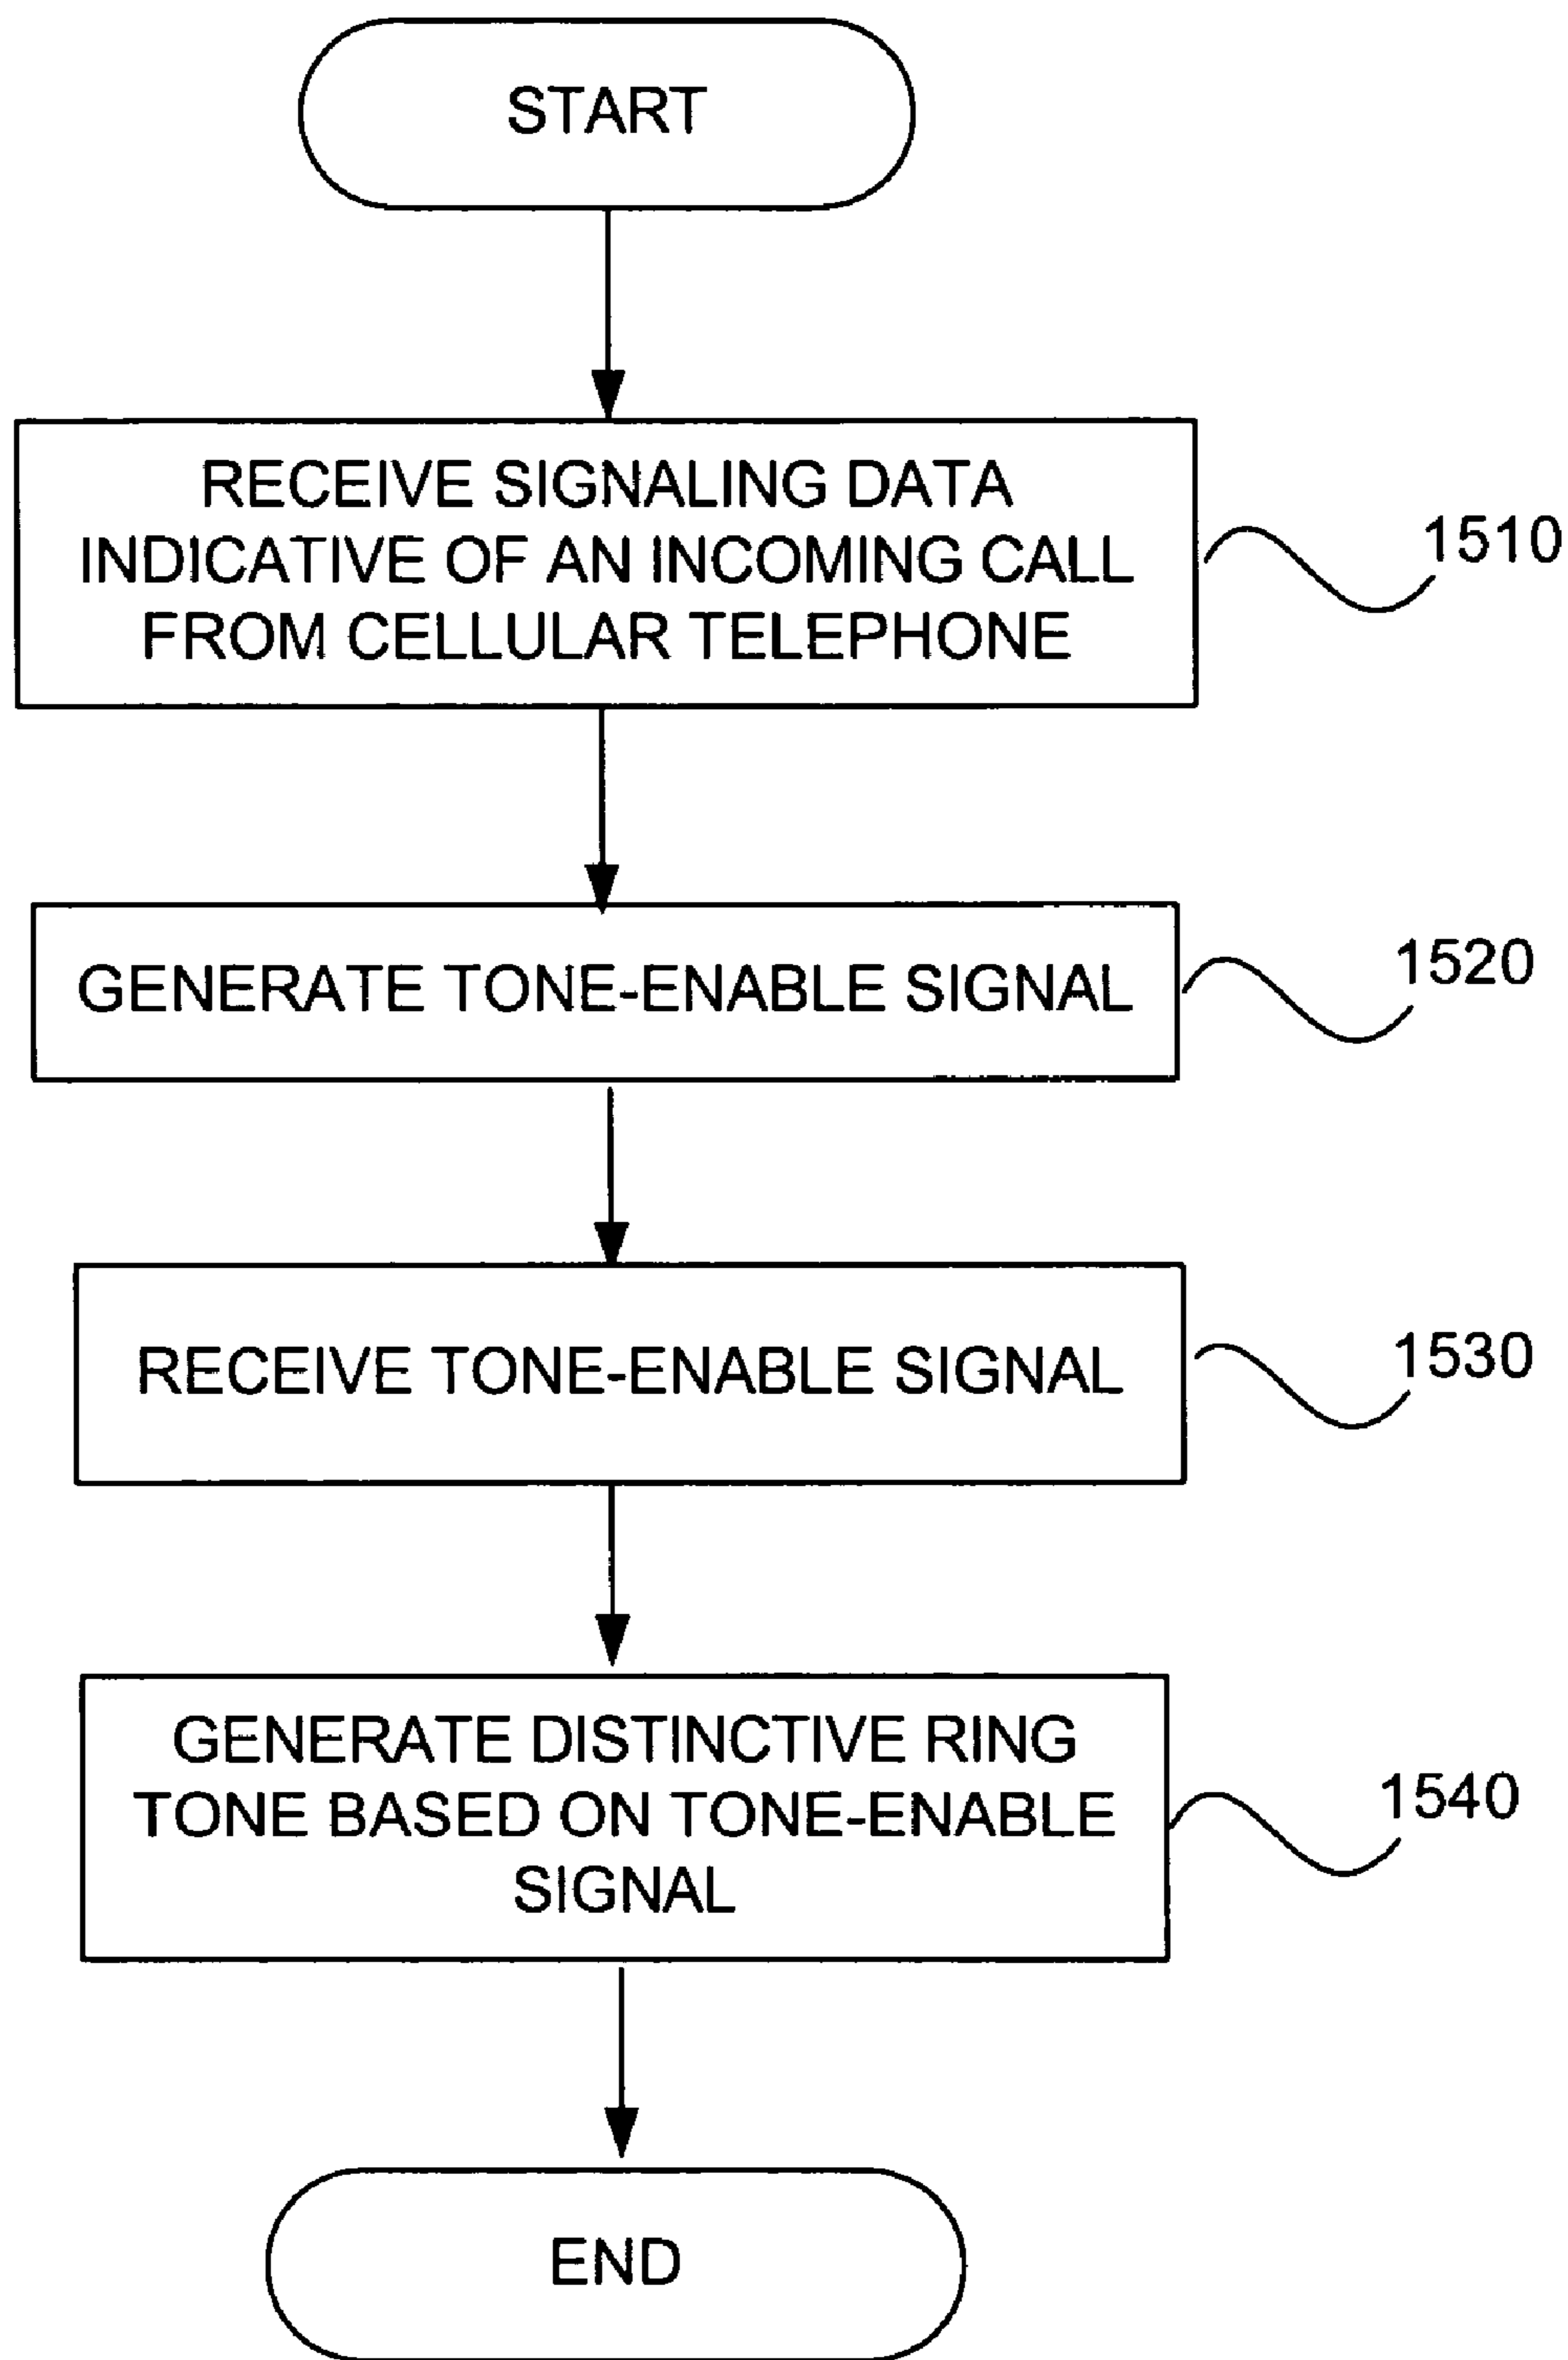 START
RECEIVE SIGNALING DATA
INDICATIVE OF AN INCOMING CALL
FROM CELLULAR TELEPHONE
1510
GENERATE TONE-ENABLE SIGNAL
1520
RECEIVE TONE-ENABLE SIGNAL
1530
GENERATE DISTINCTIVE RING
TONE BASED ON TONE-ENABLE
SIGNAL
1540
END